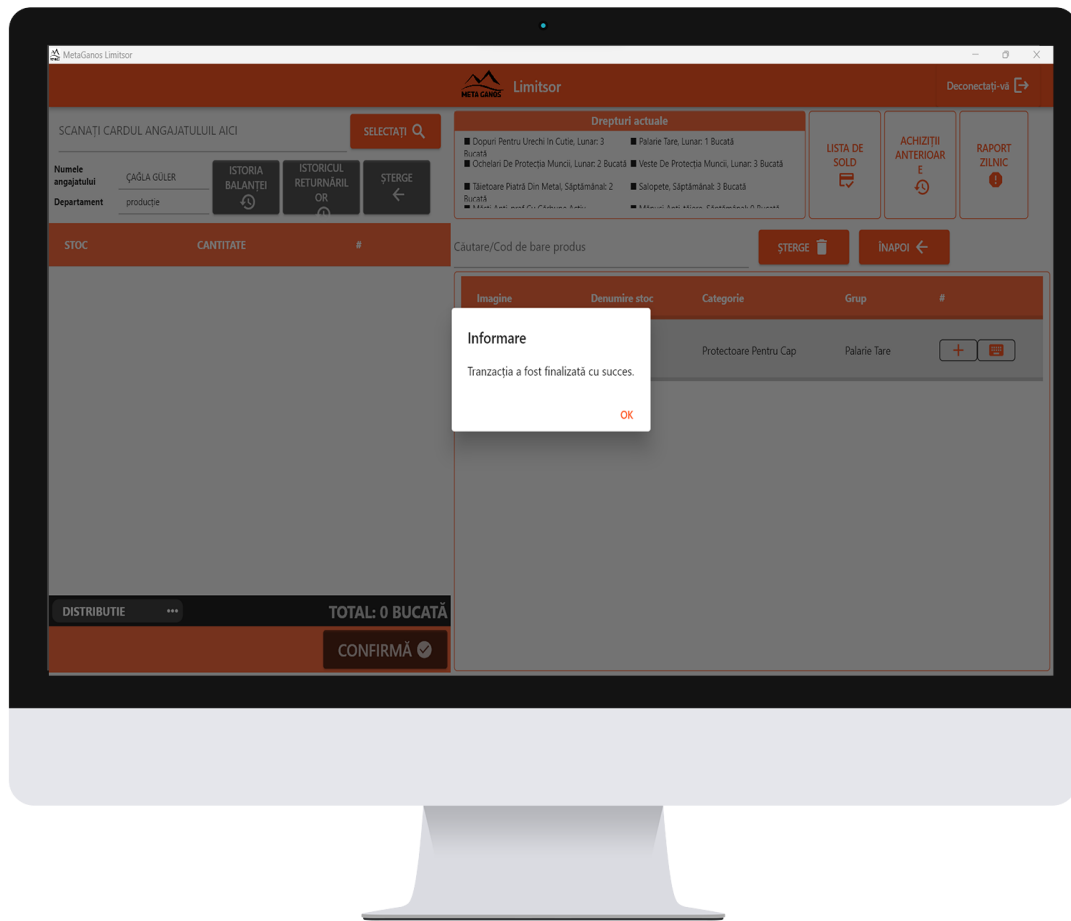 MetaGanos Limitsor
META GANOS
Limitsor
Deconectați-vă
SCANAȚI CARDUL ANGAJATULUIL AICI
SELECTAȚI
Numele angajatului
ÇAĞLA GÜLER
Departament
producție
ISTORIA
BALANȚEI
ISTORICUL
RETURNĂRIL
OR
ȘTERGE
Drepturi actuale
Dopuri Pentru Urechi In Cutie, Lunar: 3
Bucată
Palarie Tare, Lunar: 1 Bucată
Ochelari De Protecția Muncii, Lunar: 2 Bucată
Veste De Protecția Muncii, Lunar: 3 Bucată
Tăietoare Piatră Din Metal, Săptămânal: 2
Bucată
Salopete, Săptămânal: 3 Bucată
LISTA DE
SOLD
ACHIZIȚII
ANTERIOAR
E
RAPORT
ZILNIC
STOC CANTITATE #
Căutare/Cod de bare produs
ȘTERGE
ÎNAPOI
Imagine Denumire stoc Categorie Grup #
Protectoare Pentru Cap Palarie Tare
Informare
Tranzacția a fost finalizată cu succes.
OK
DISTRIBUTIE
TOTAL: 0 BUCATĂ
CONFIRMĂ